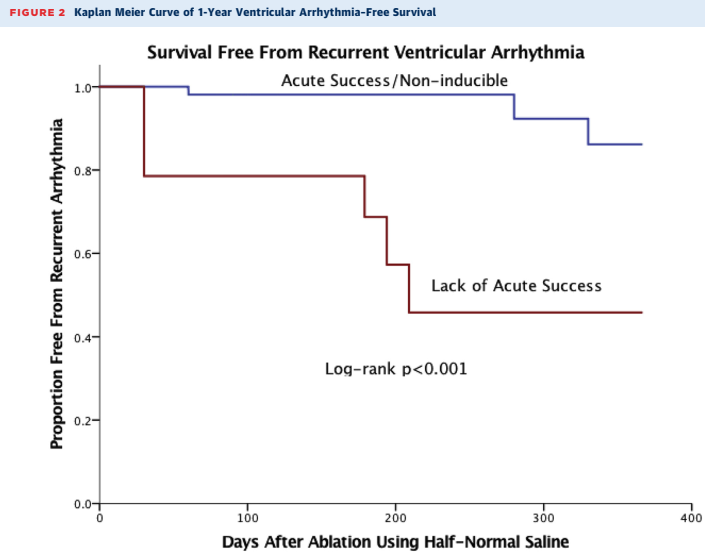 FIGURE 2 Kaplan Meier Curve of 1-Year Ventricular Arrhythmia-Free Survival
Survival Free From Recurrent Ventricular Arrhythmia
Acute Success/Non-inducible
Proportion Free From Recurrent Arrhythmia
1.0
0.8
0.6
0.4
0.2
0.0
Lack of Acute Success
Log-rank p<0.001
0 100 200 300 400
Days After Ablation Using Half-Normal Saline